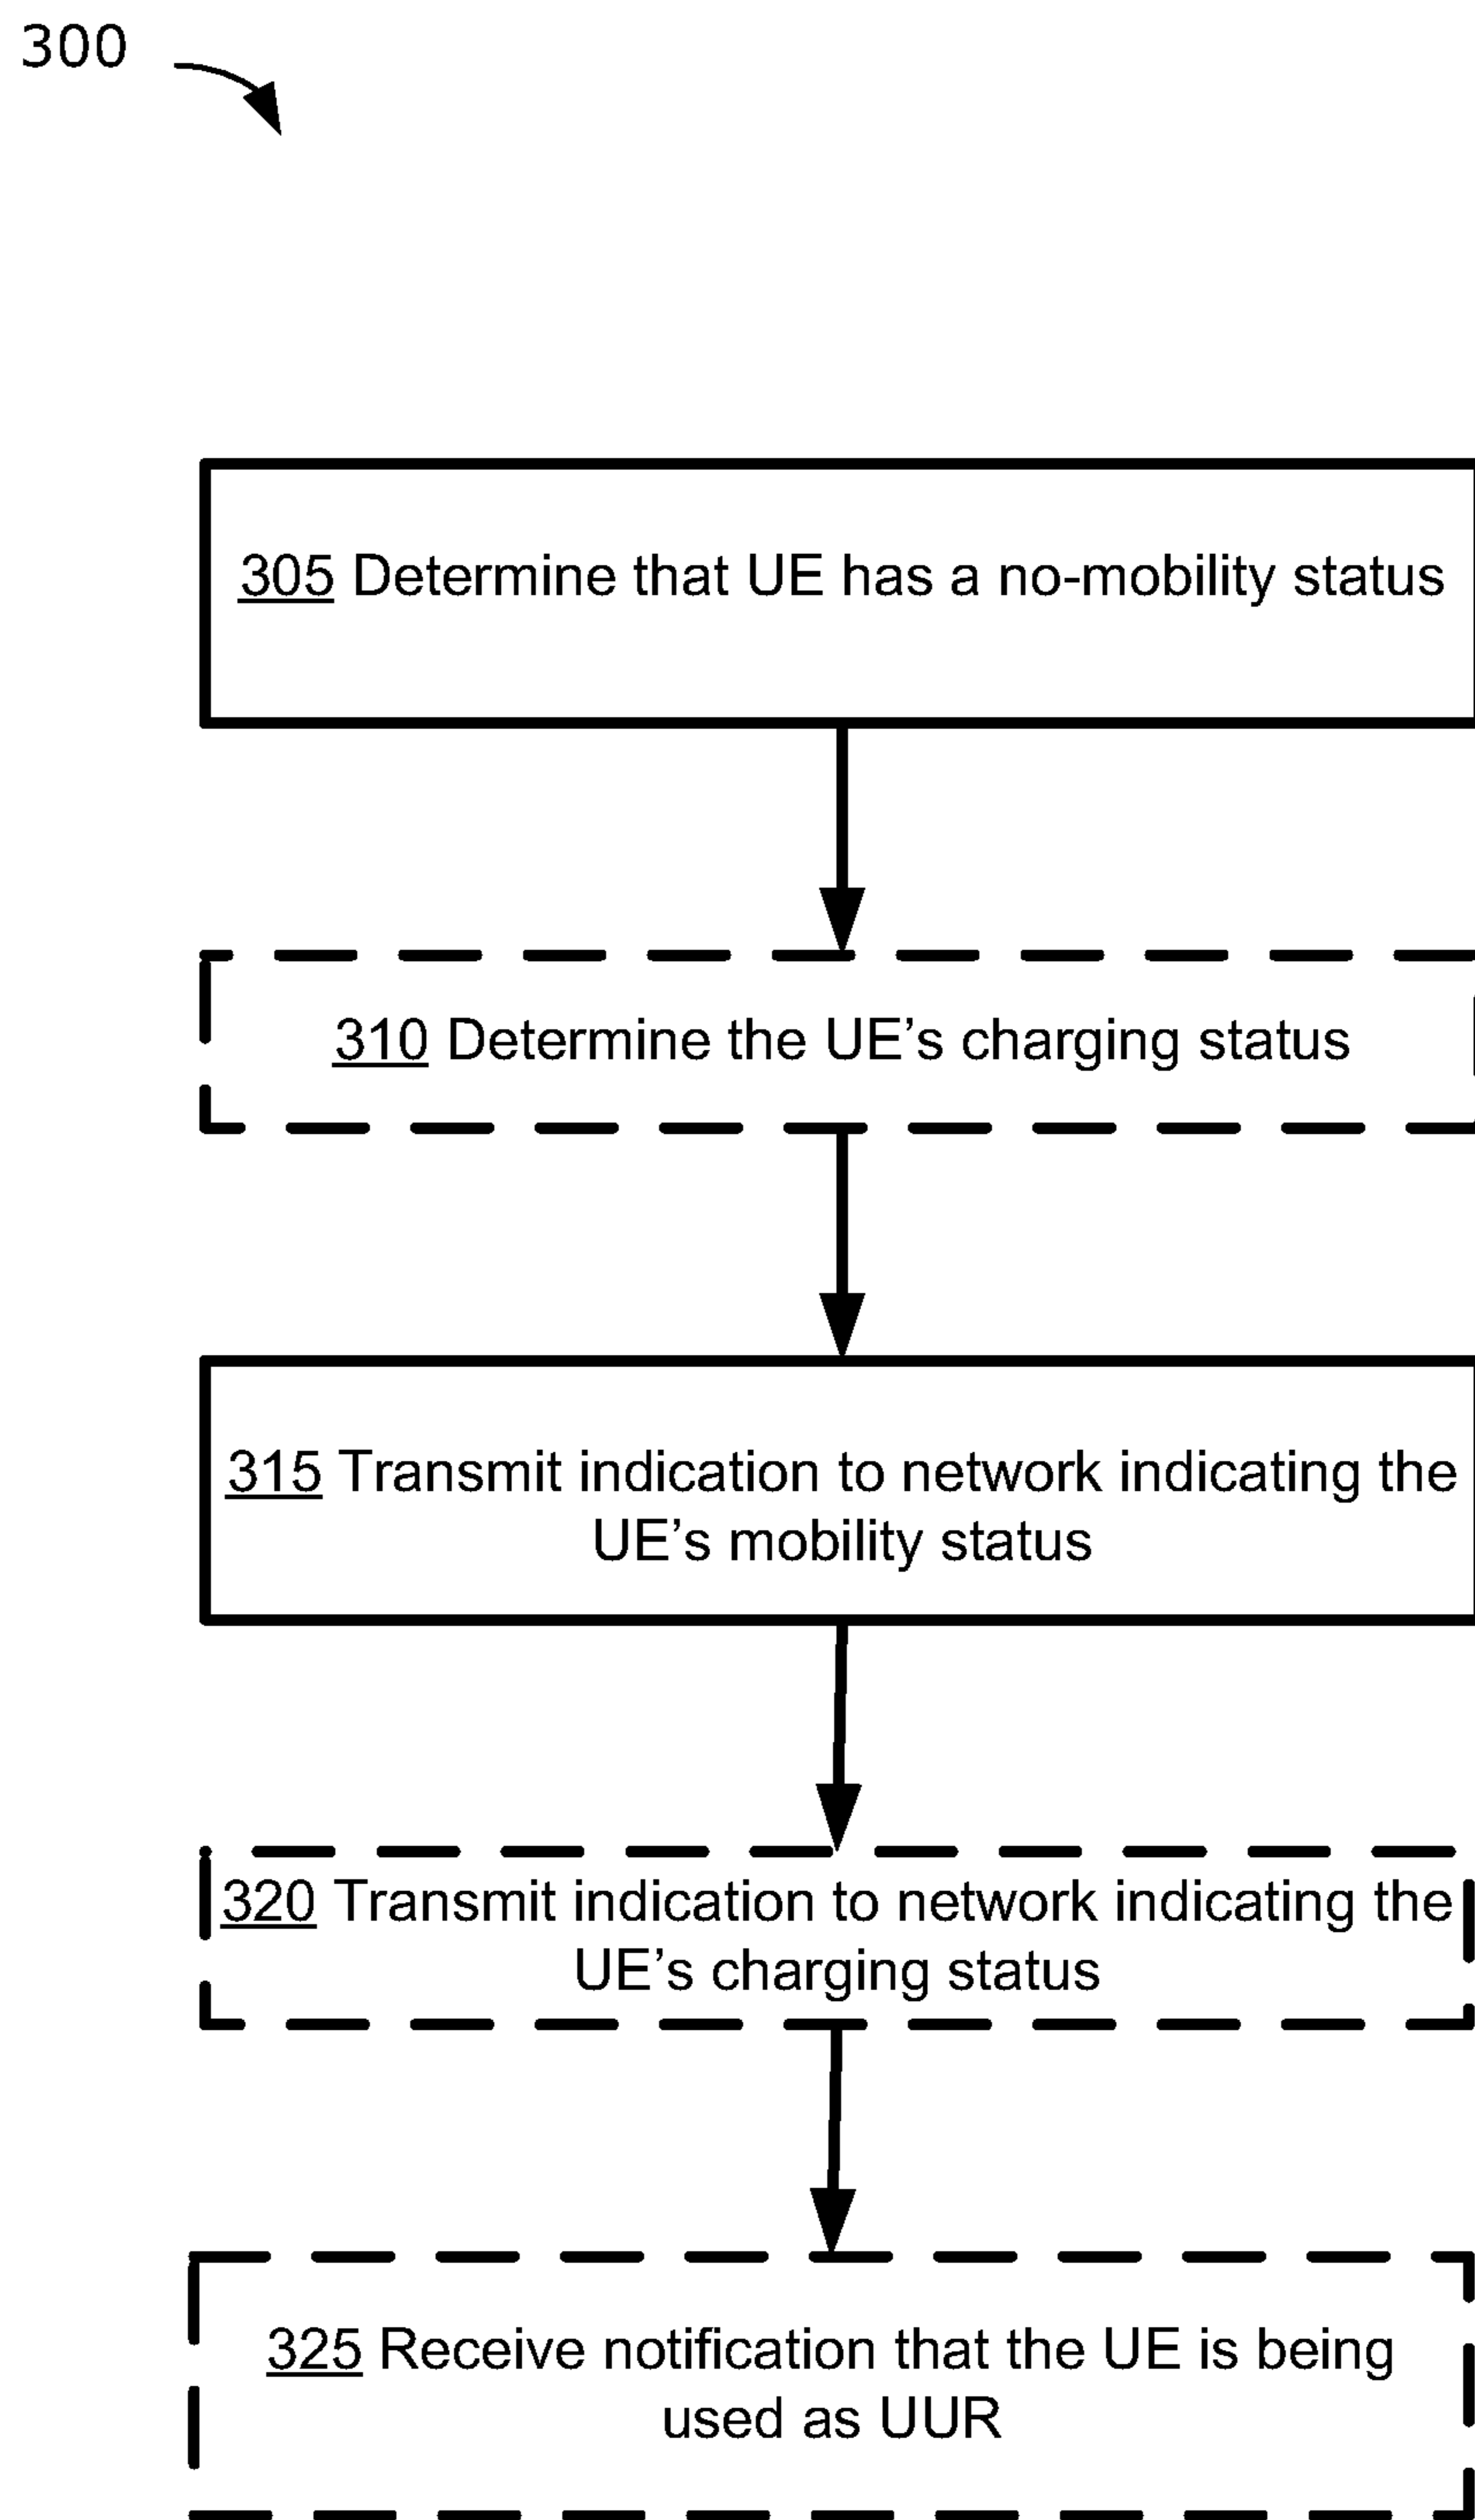 300
305 Determine that UE has a no-mobility status
310 Determine the UE’s charging status
315 Transmit indication to network indicating the
UE’s mobility status
320 Transmit indication to network indicating the
UE’s charging status
325 Receive notification that the UE is being
used as UUR